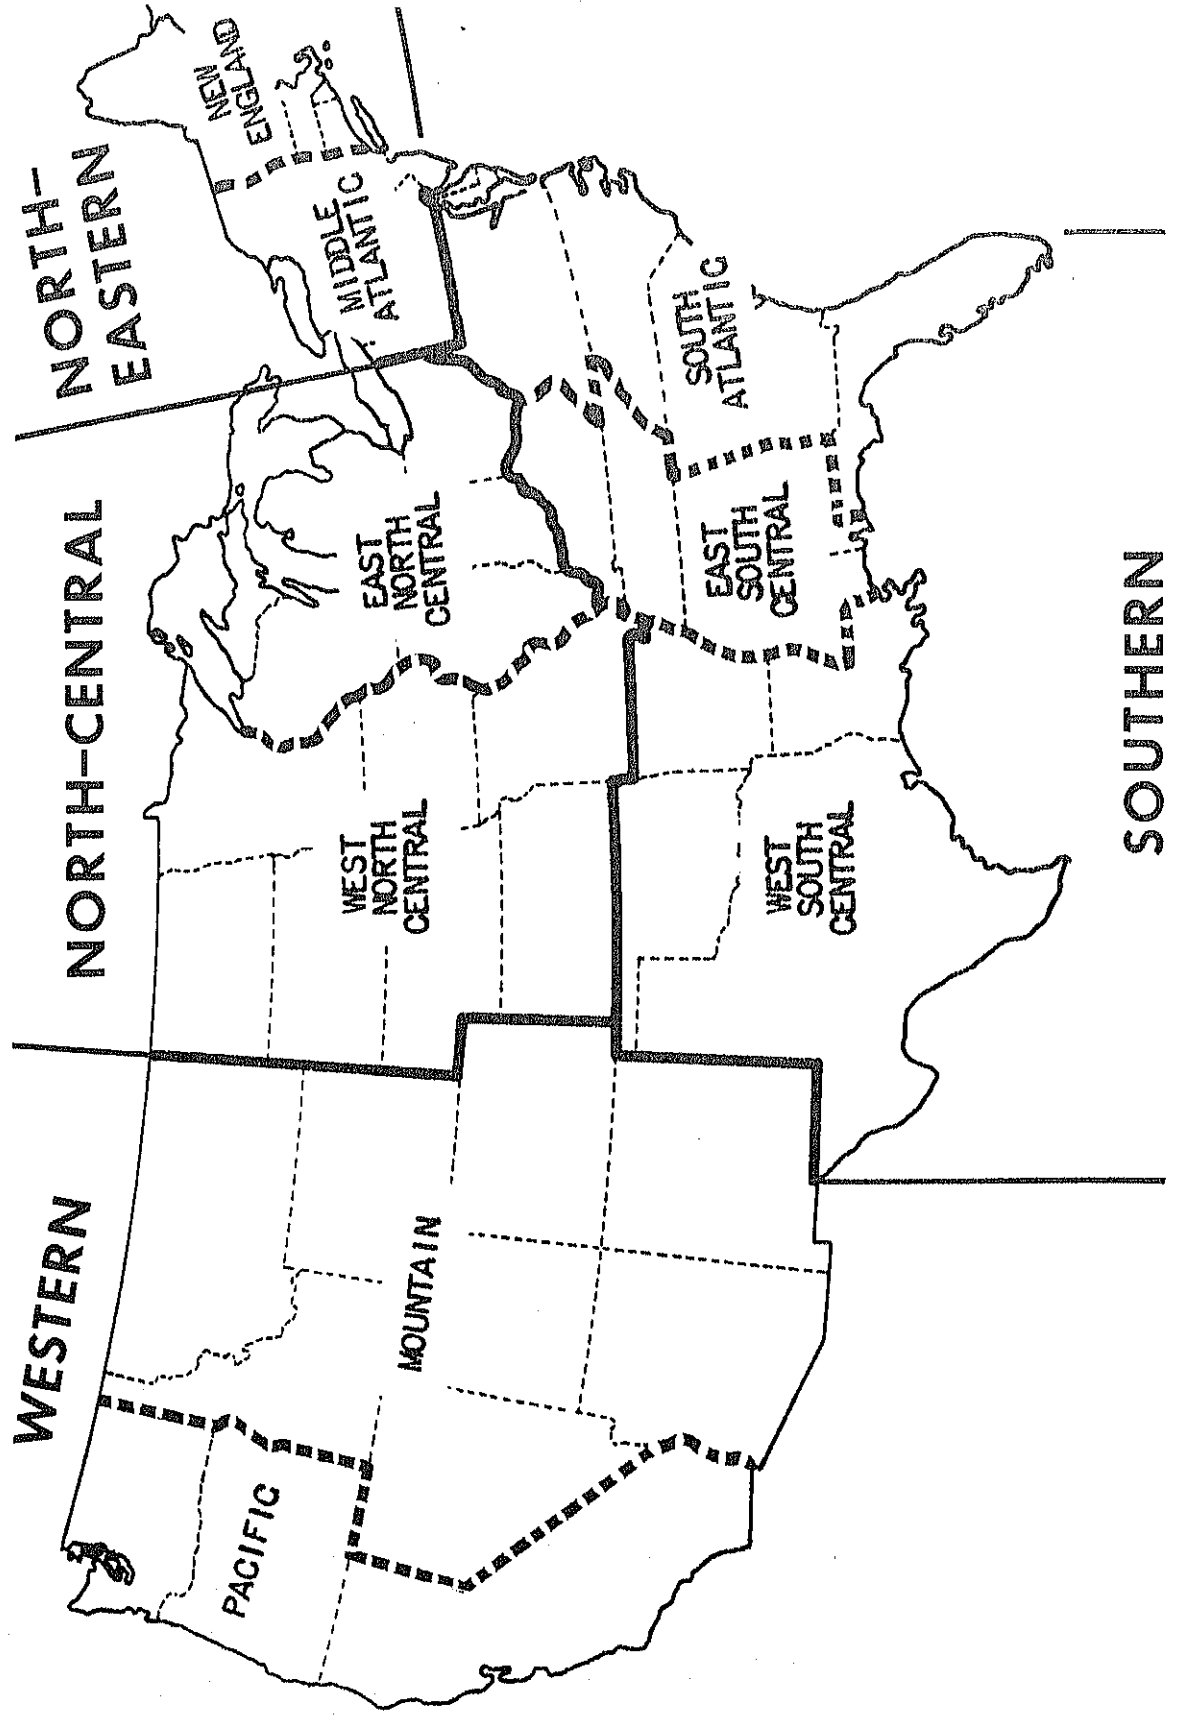 WESTERN
NORTH-CENTRAL
NORTH-
EASTERN
PACIFIC
MOUNTAIN
WEST
NORTH
CENTRAL
EAST
NORTH
CENTRAL
MIDDLE
ATLANTIC
NEW
ENGLAND
WEST
SOUTH
CENTRAL
EAST
SOUTH
CENTRAL
SOUTH
ATLANTIC
SOUTHERN